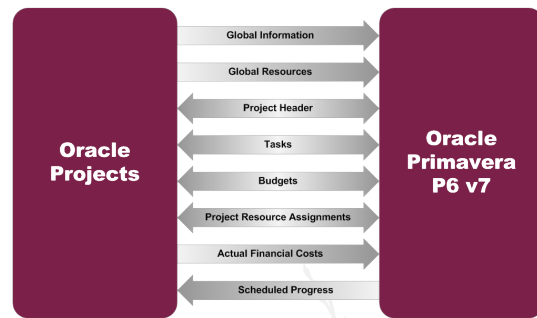 Oracle
Projects
Global Information
Global Resources
Project Header
Tasks
Budgets
Project Resource Assignments
Actual Financial Costs
Scheduled Progress
Oracle
Primavera
P6 v7